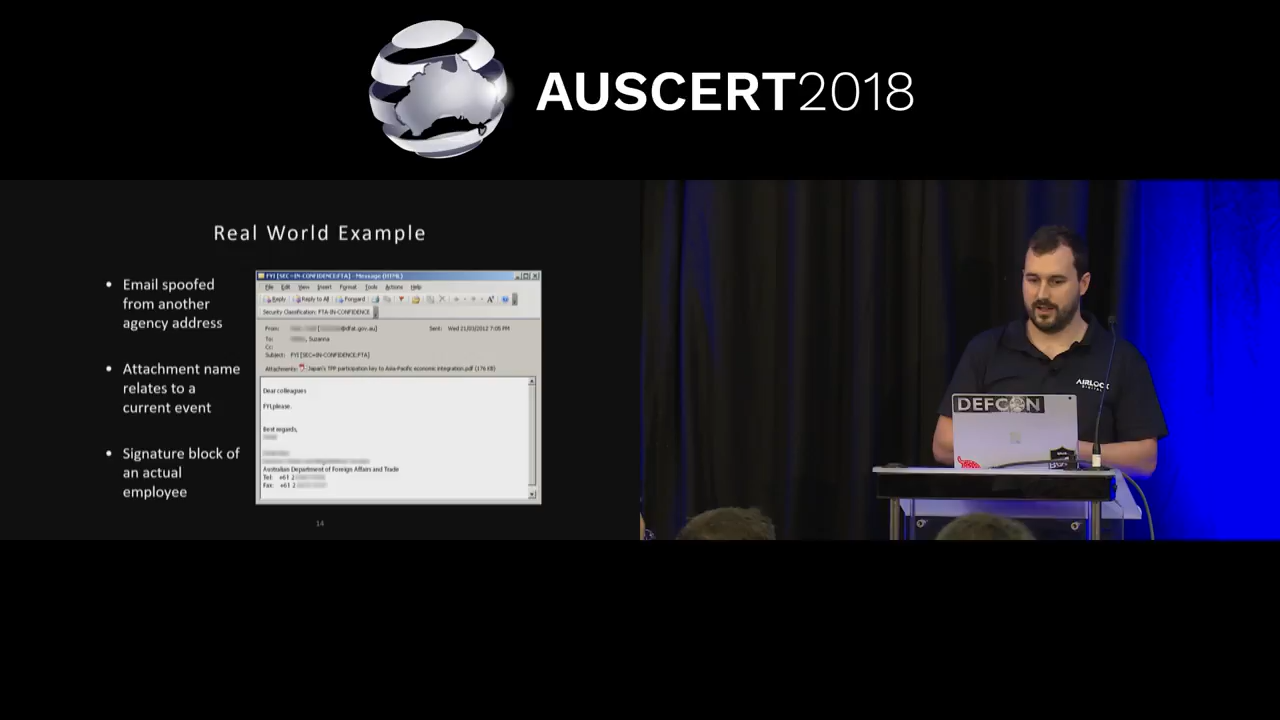 AUSCERT2018
Real World Example
• Email spoofed
from another
agency address
• Attachment name
relates to a
current event
• Signature block of
an actual
employee
FYI [SEC=IN-CONFIDENCE:FTA] - Message (HTML)
File Edit View Insert Format Tools Actions Help
Reply Reply to All Forward
Security Classification: FTA-IN-CONFIDENCE
From: @dfat.gov.au] Sent: Wed 21/03/2012 7:05 PM
To: , Suzanna
Cc:
Subject: FYI [SEC=IN-CONFIDENCE:FTA]
Attachments: Japan's TPP participation key to Asia-Pacific economic integration.pdf (176 KB)
Dear colleagues
FYI,please.
Best regards,
Australian Department of Foreign Affairs and Trade
Tel: +61 2
Fax: +61 2
14
AIRLOCK
DIGITAL
DEFCON